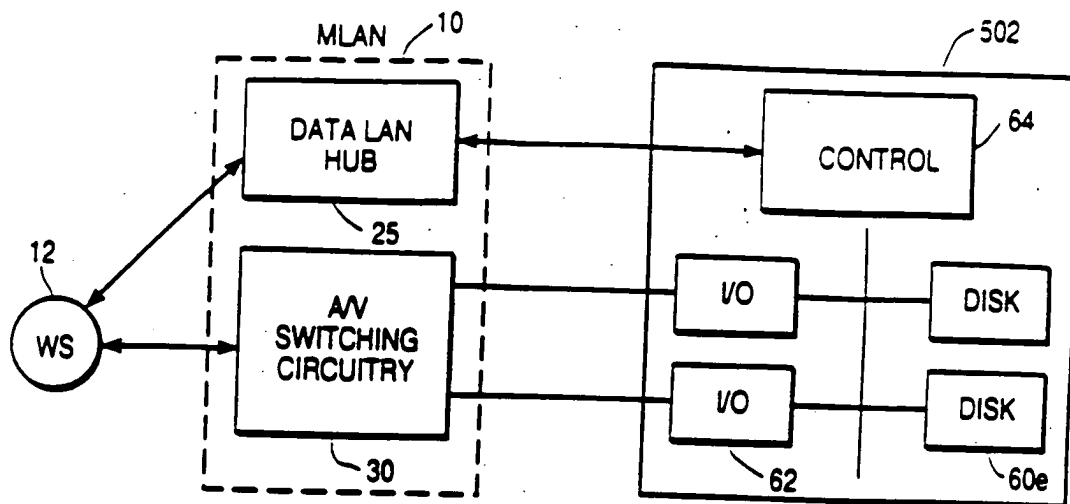 MLAN
10
502
DATA LAN
HUB
25
CONTROL
64
12
WS
A/V
SWITCHING
CIRCUITRY
30
I/O
DISK
I/O
DISK
62
60e